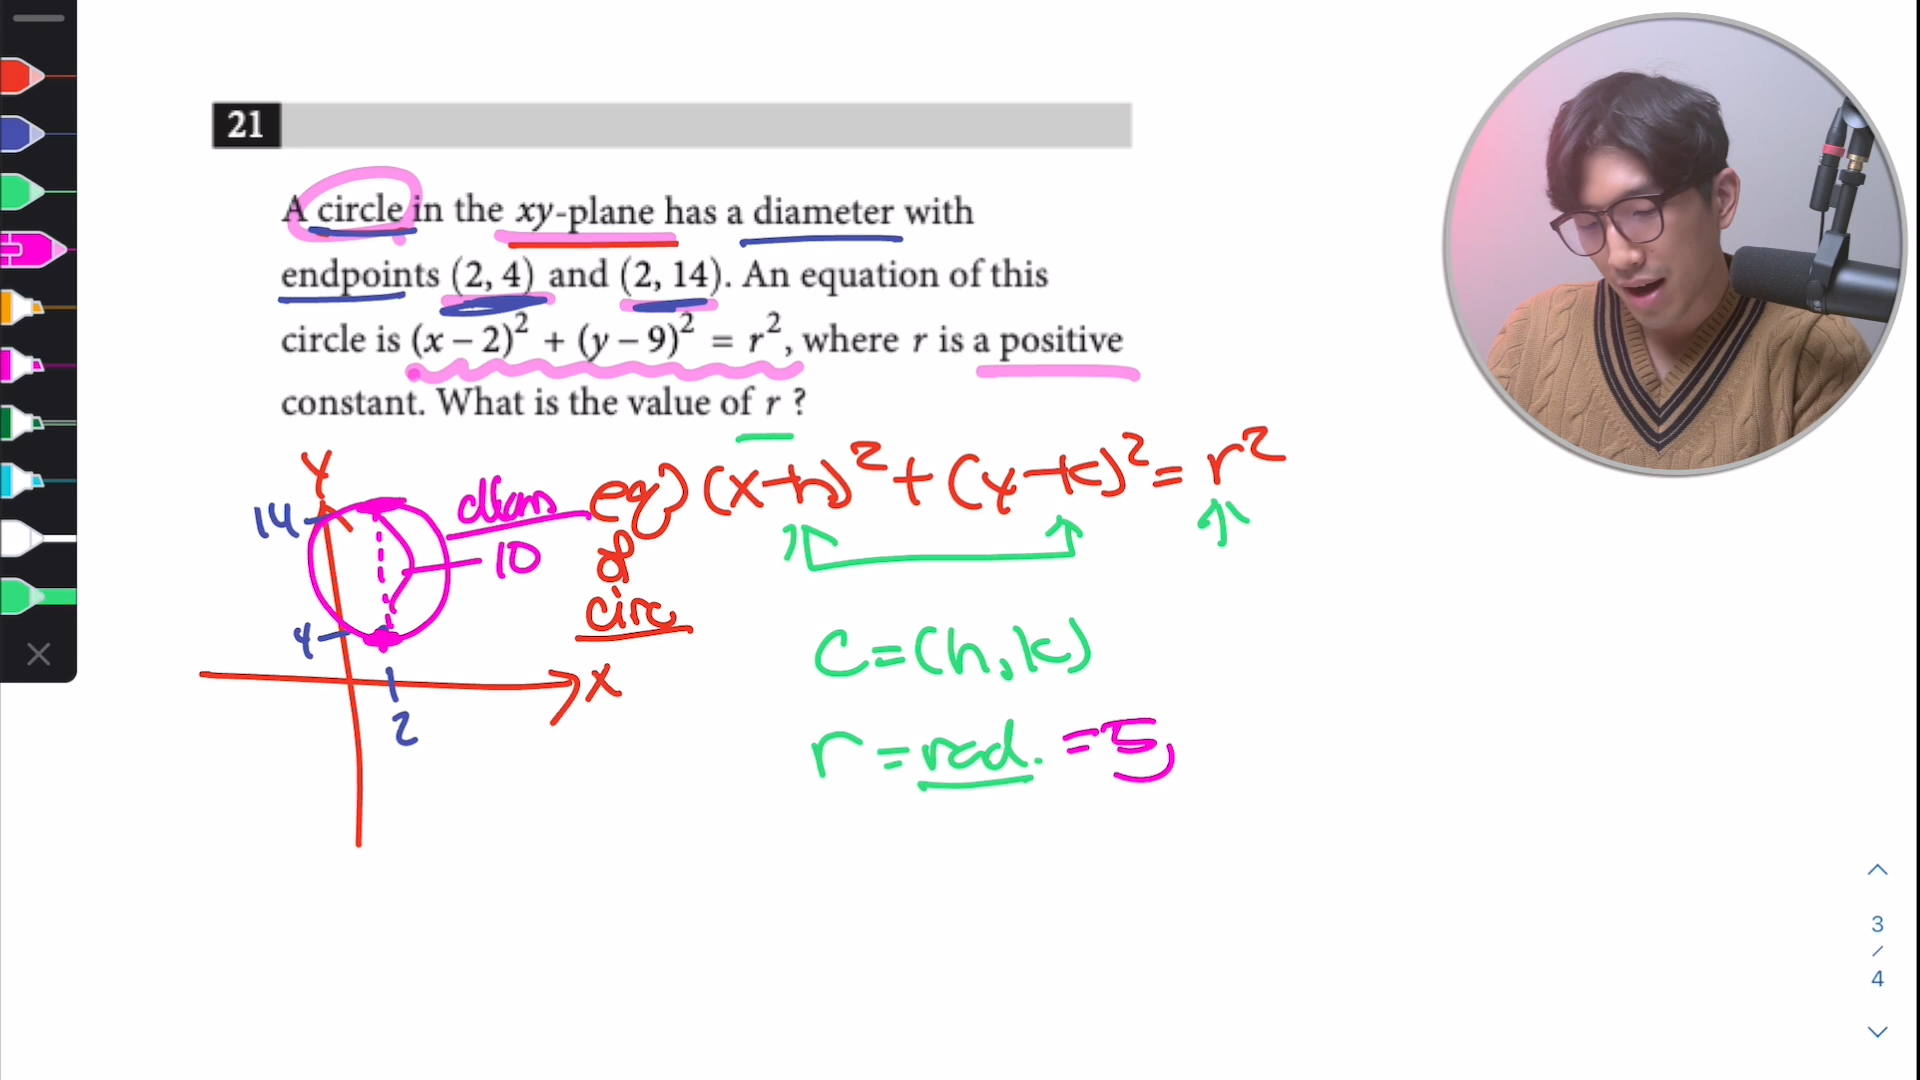 21
A circle in the xy-plane has a diameter with
endpoints (2, 4) and (2, 14). An equation of this
circle is (x − 2)² + (y − 9)² = r², where r is a positive
constant. What is the value of r ?
Y
14
4
2
X
diam
10
eq) (x-h)² + (y-k)² = r²
of
circ
C=(h,k)
r = rad. = 5
3
/
4